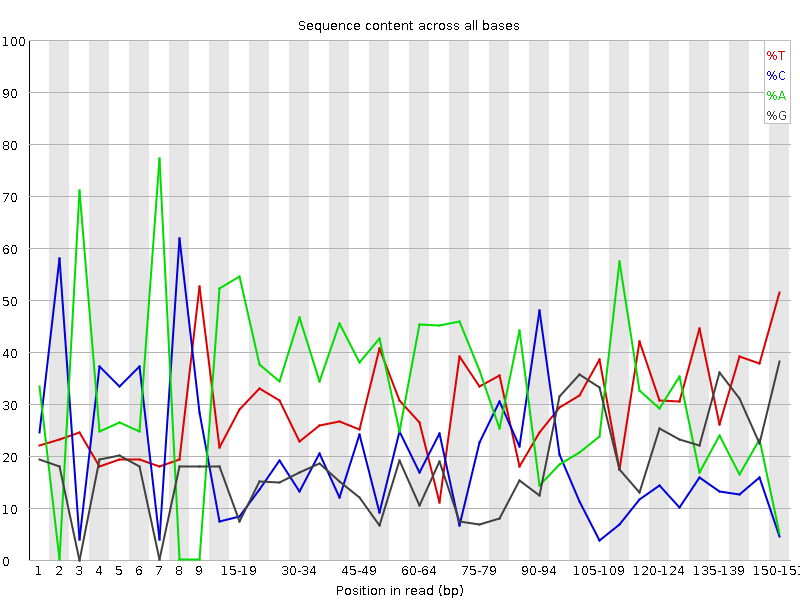 Sequence content across all bases
100
90
80
70
60
50
40
30
20
10
0
%T
%C
%A
%G
1 2 3 4 5 6 7 8 9 15-19 30-34 45-49 60-64 75-79 90-94 105-109 120-124 135-139 150-151
Position in read (bp)